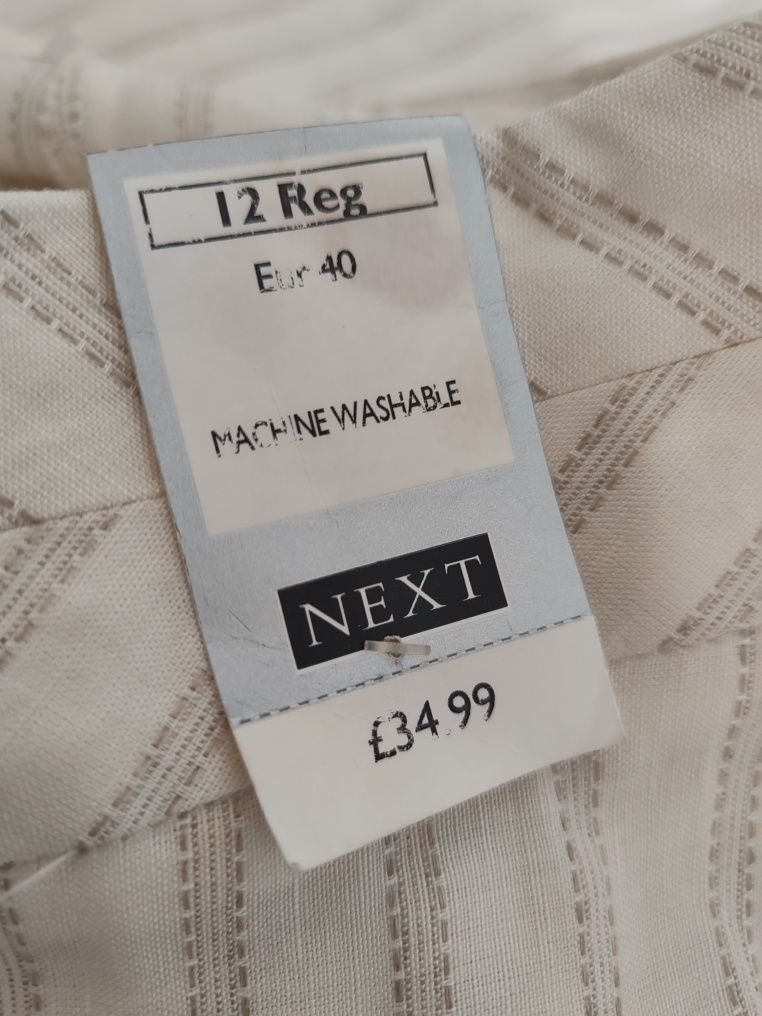 12 Reg
Eur 40
MACHINE WASHABLE
NEXT
£34.99